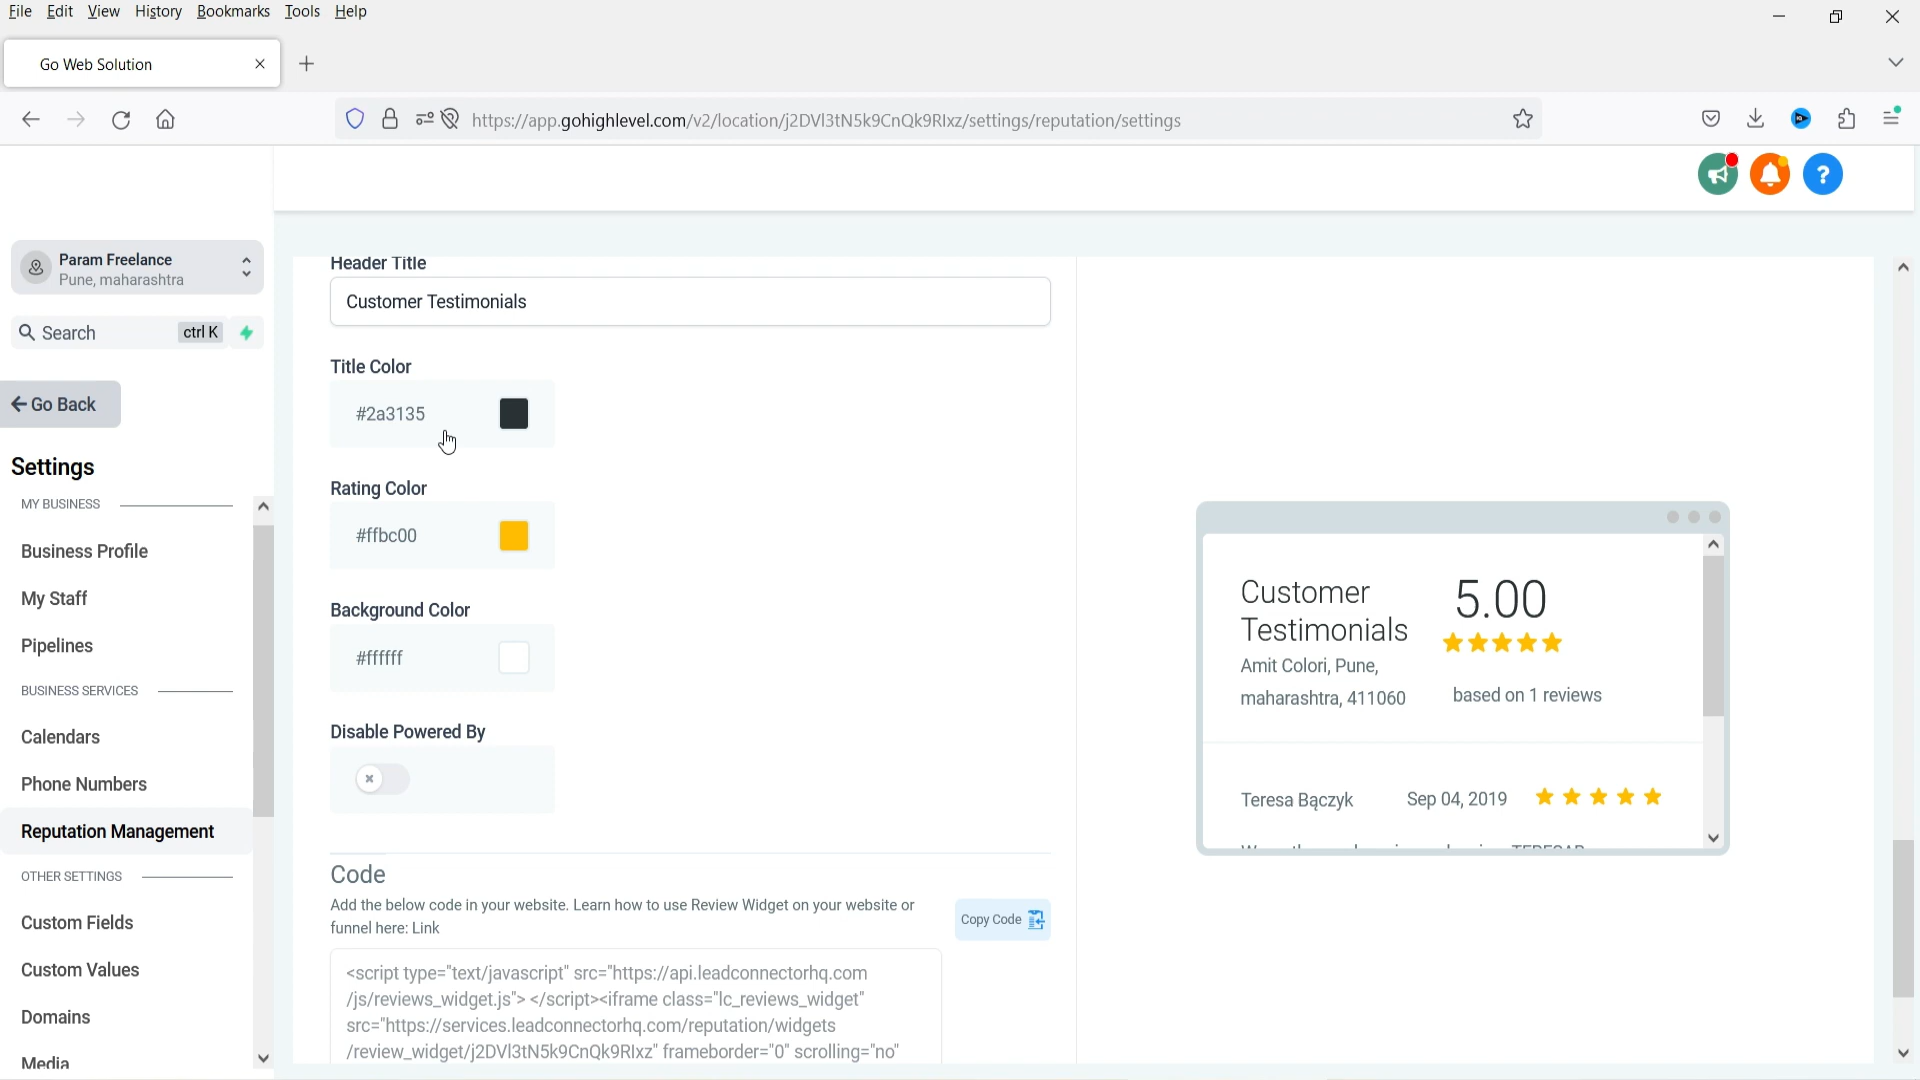 File Edit View History Bookmarks Tools Help
Go Web Solution
https://app.gohighlevel.com/v2/location/j2DVl3tN5k9CnQk9Rlxz/settings/reputation/settings
Param Freelance
Pune, maharashtra
Search ctrl K
Go Back
Settings
MY BUSINESS
Business Profile
My Staff
Pipelines
BUSINESS SERVICES
Calendars
Phone Numbers
Reputation Management
OTHER SETTINGS
Custom Fields
Custom Values
Domains
Media
Header Title
Customer Testimonials
Title Color
#2a3135
Rating Color
#ffbc00
Background Color
#ffffff
Disable Powered By
Code
Add the below code in your website. Learn how to use Review Widget on your website or
funnel here: Link
Copy Code
<script type="text/javascript" src="https://api.leadconnectorhq.com
/js/reviews_widget.js"> </script><iframe class="lc_reviews_widget"
src="https://services.leadconnectorhq.com/reputation/widgets
/review_widget/j2DVl3tN5k9CnQk9Rlxz" frameborder="0" scrolling="no"
Customer
Testimonials
5.00
Amit Colori, Pune,
maharashtra, 411060
based on 1 reviews
Teresa Bączyk Sep 04, 2019